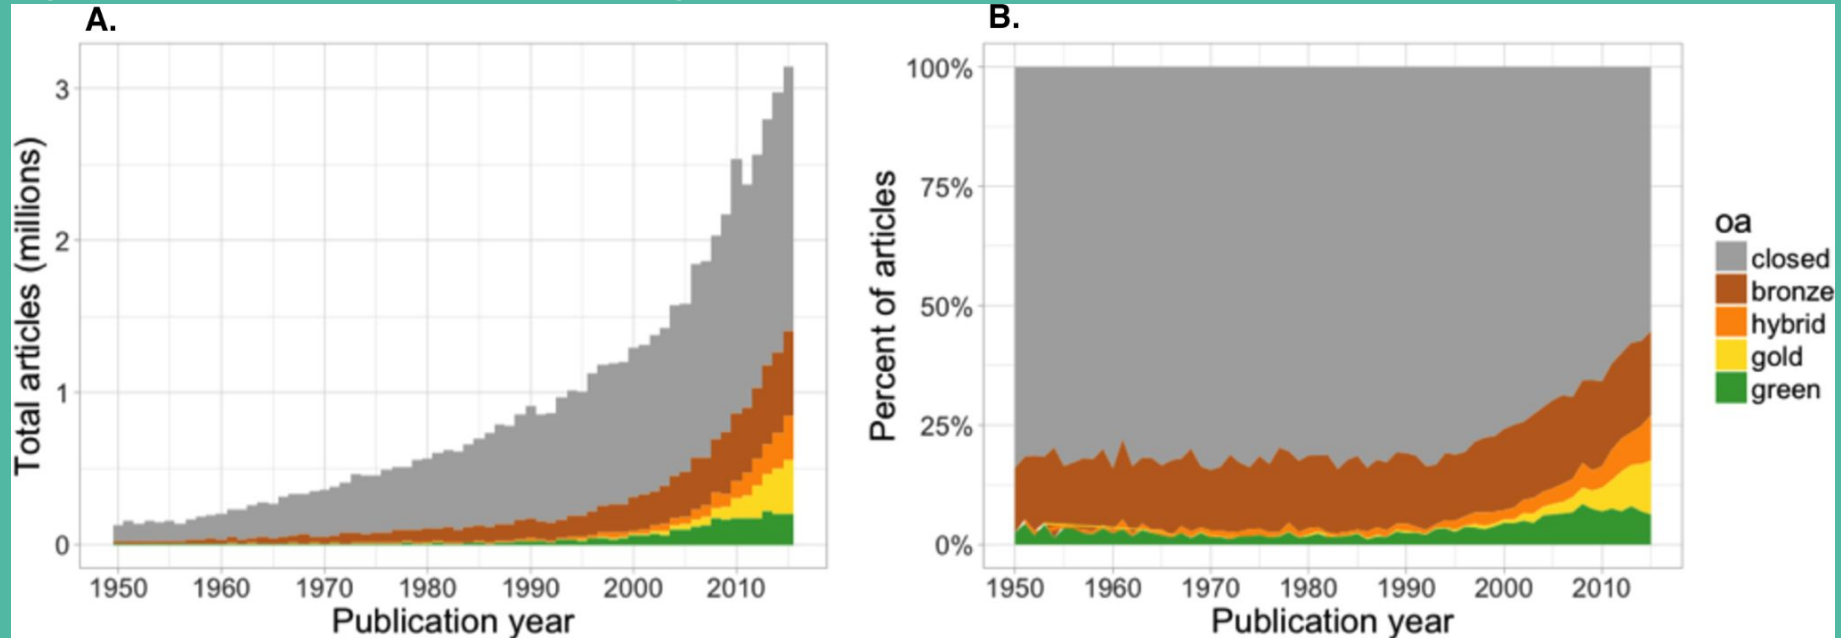 A.
Total articles (millions)
3
2
1
0
1950 1960 1970 1980 1990 2000 2010
Publication year
B.
Percent of articles
100%
75%
50%
25%
0%
1950 1960 1970 1980 1990 2000 2010
Publication year
oa
closed
bronze
hybrid
gold
green